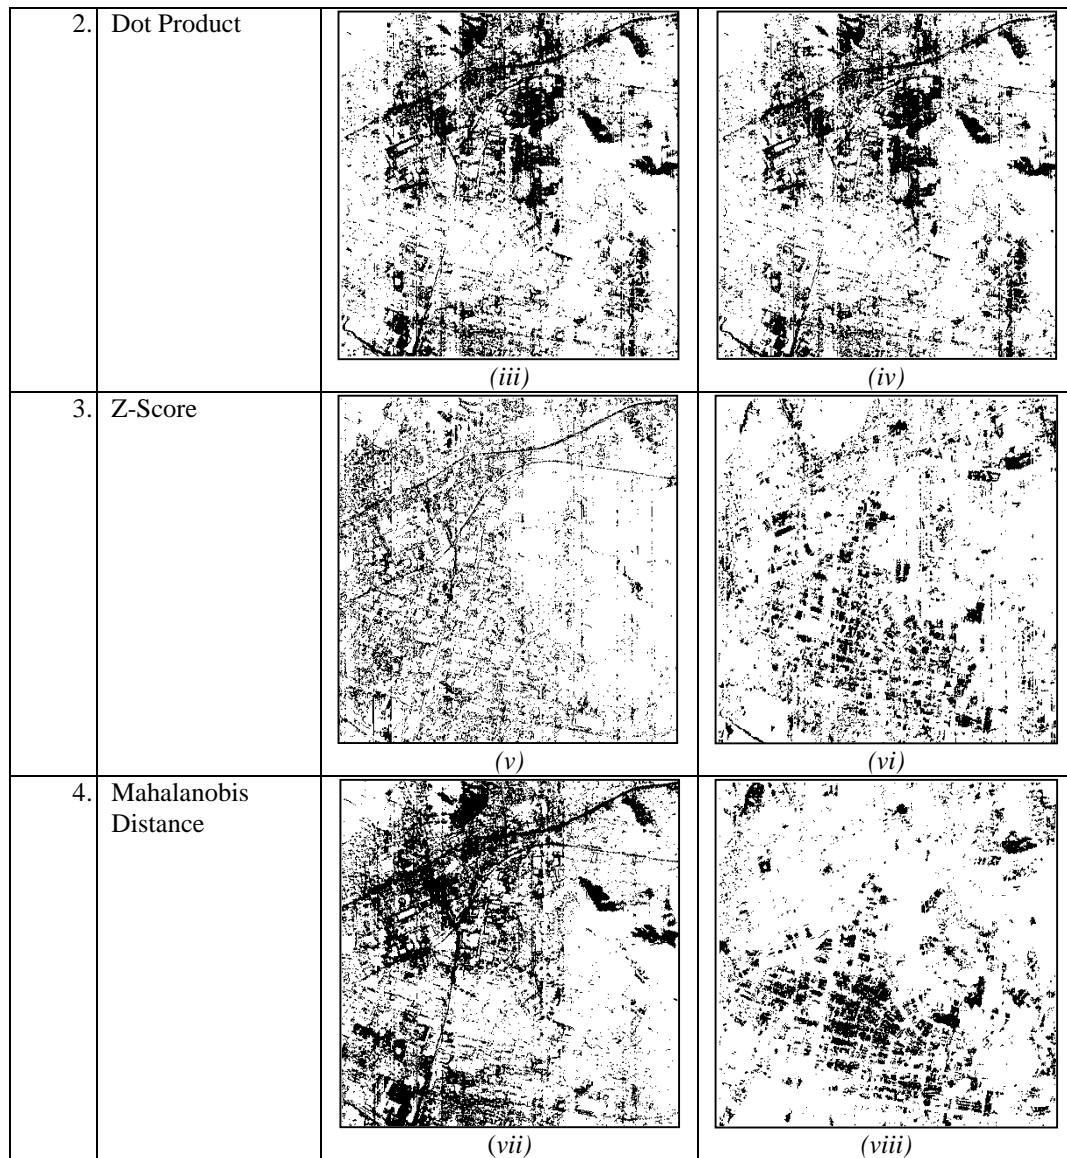 2. Dot Product
(iii) (iv)
3. Z-Score
(v) (vi)
4. Mahalanobis
Distance
(vii) (viii)